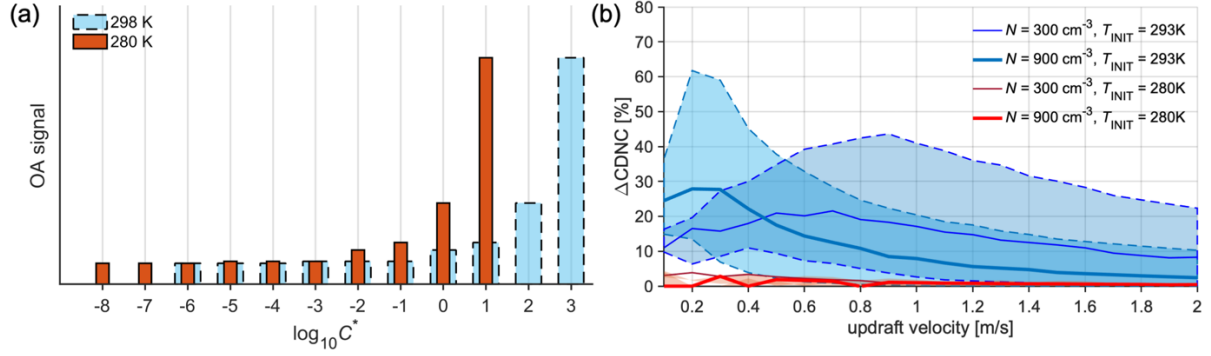 (a)
298 K
280 K
OA signal
-8 -7 -6 -5 -4 -3 -2 -1 0 1 2 3
log10C*
(b)
80
70
60
50
40
30
20
10
0
ΔCDNC [%]
N = 300 cm-3, TINIT = 293K
N = 900 cm-3, TINIT = 293K
N = 300 cm-3, TINIT = 280K
N = 900 cm-3, TINIT = 280K
0.2 0.4 0.6 0.8 1 1.2 1.4 1.6 1.8 2
updraft velocity [m/s]